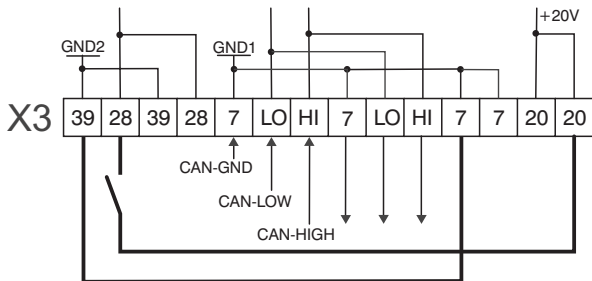 +20V
GND2
GND1
X3 39 28 39 28 7 LO HI 7 LO HI 7 7 20 20
CAN-GND
CAN-LOW
CAN-HIGH